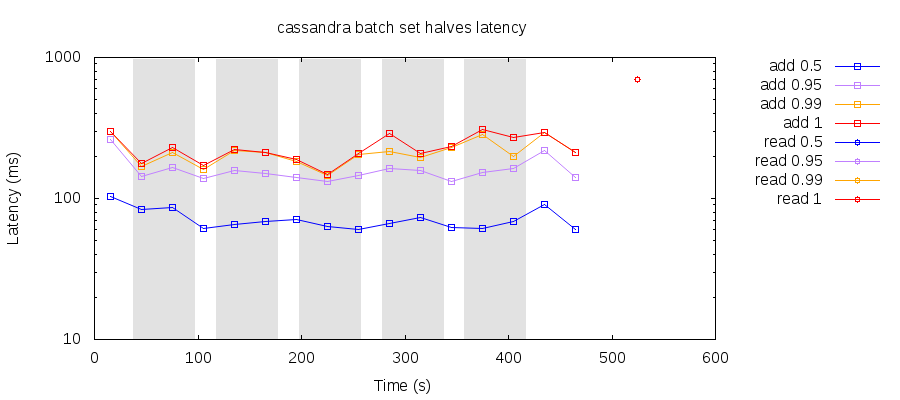 cassandra batch set halves latency
1000
100
10
Latency (ms)
0 100 200 300 400 500 600
Time (s)
add 0.5
add 0.95
add 0.99
add 1
read 0.5
read 0.95
read 0.99
read 1